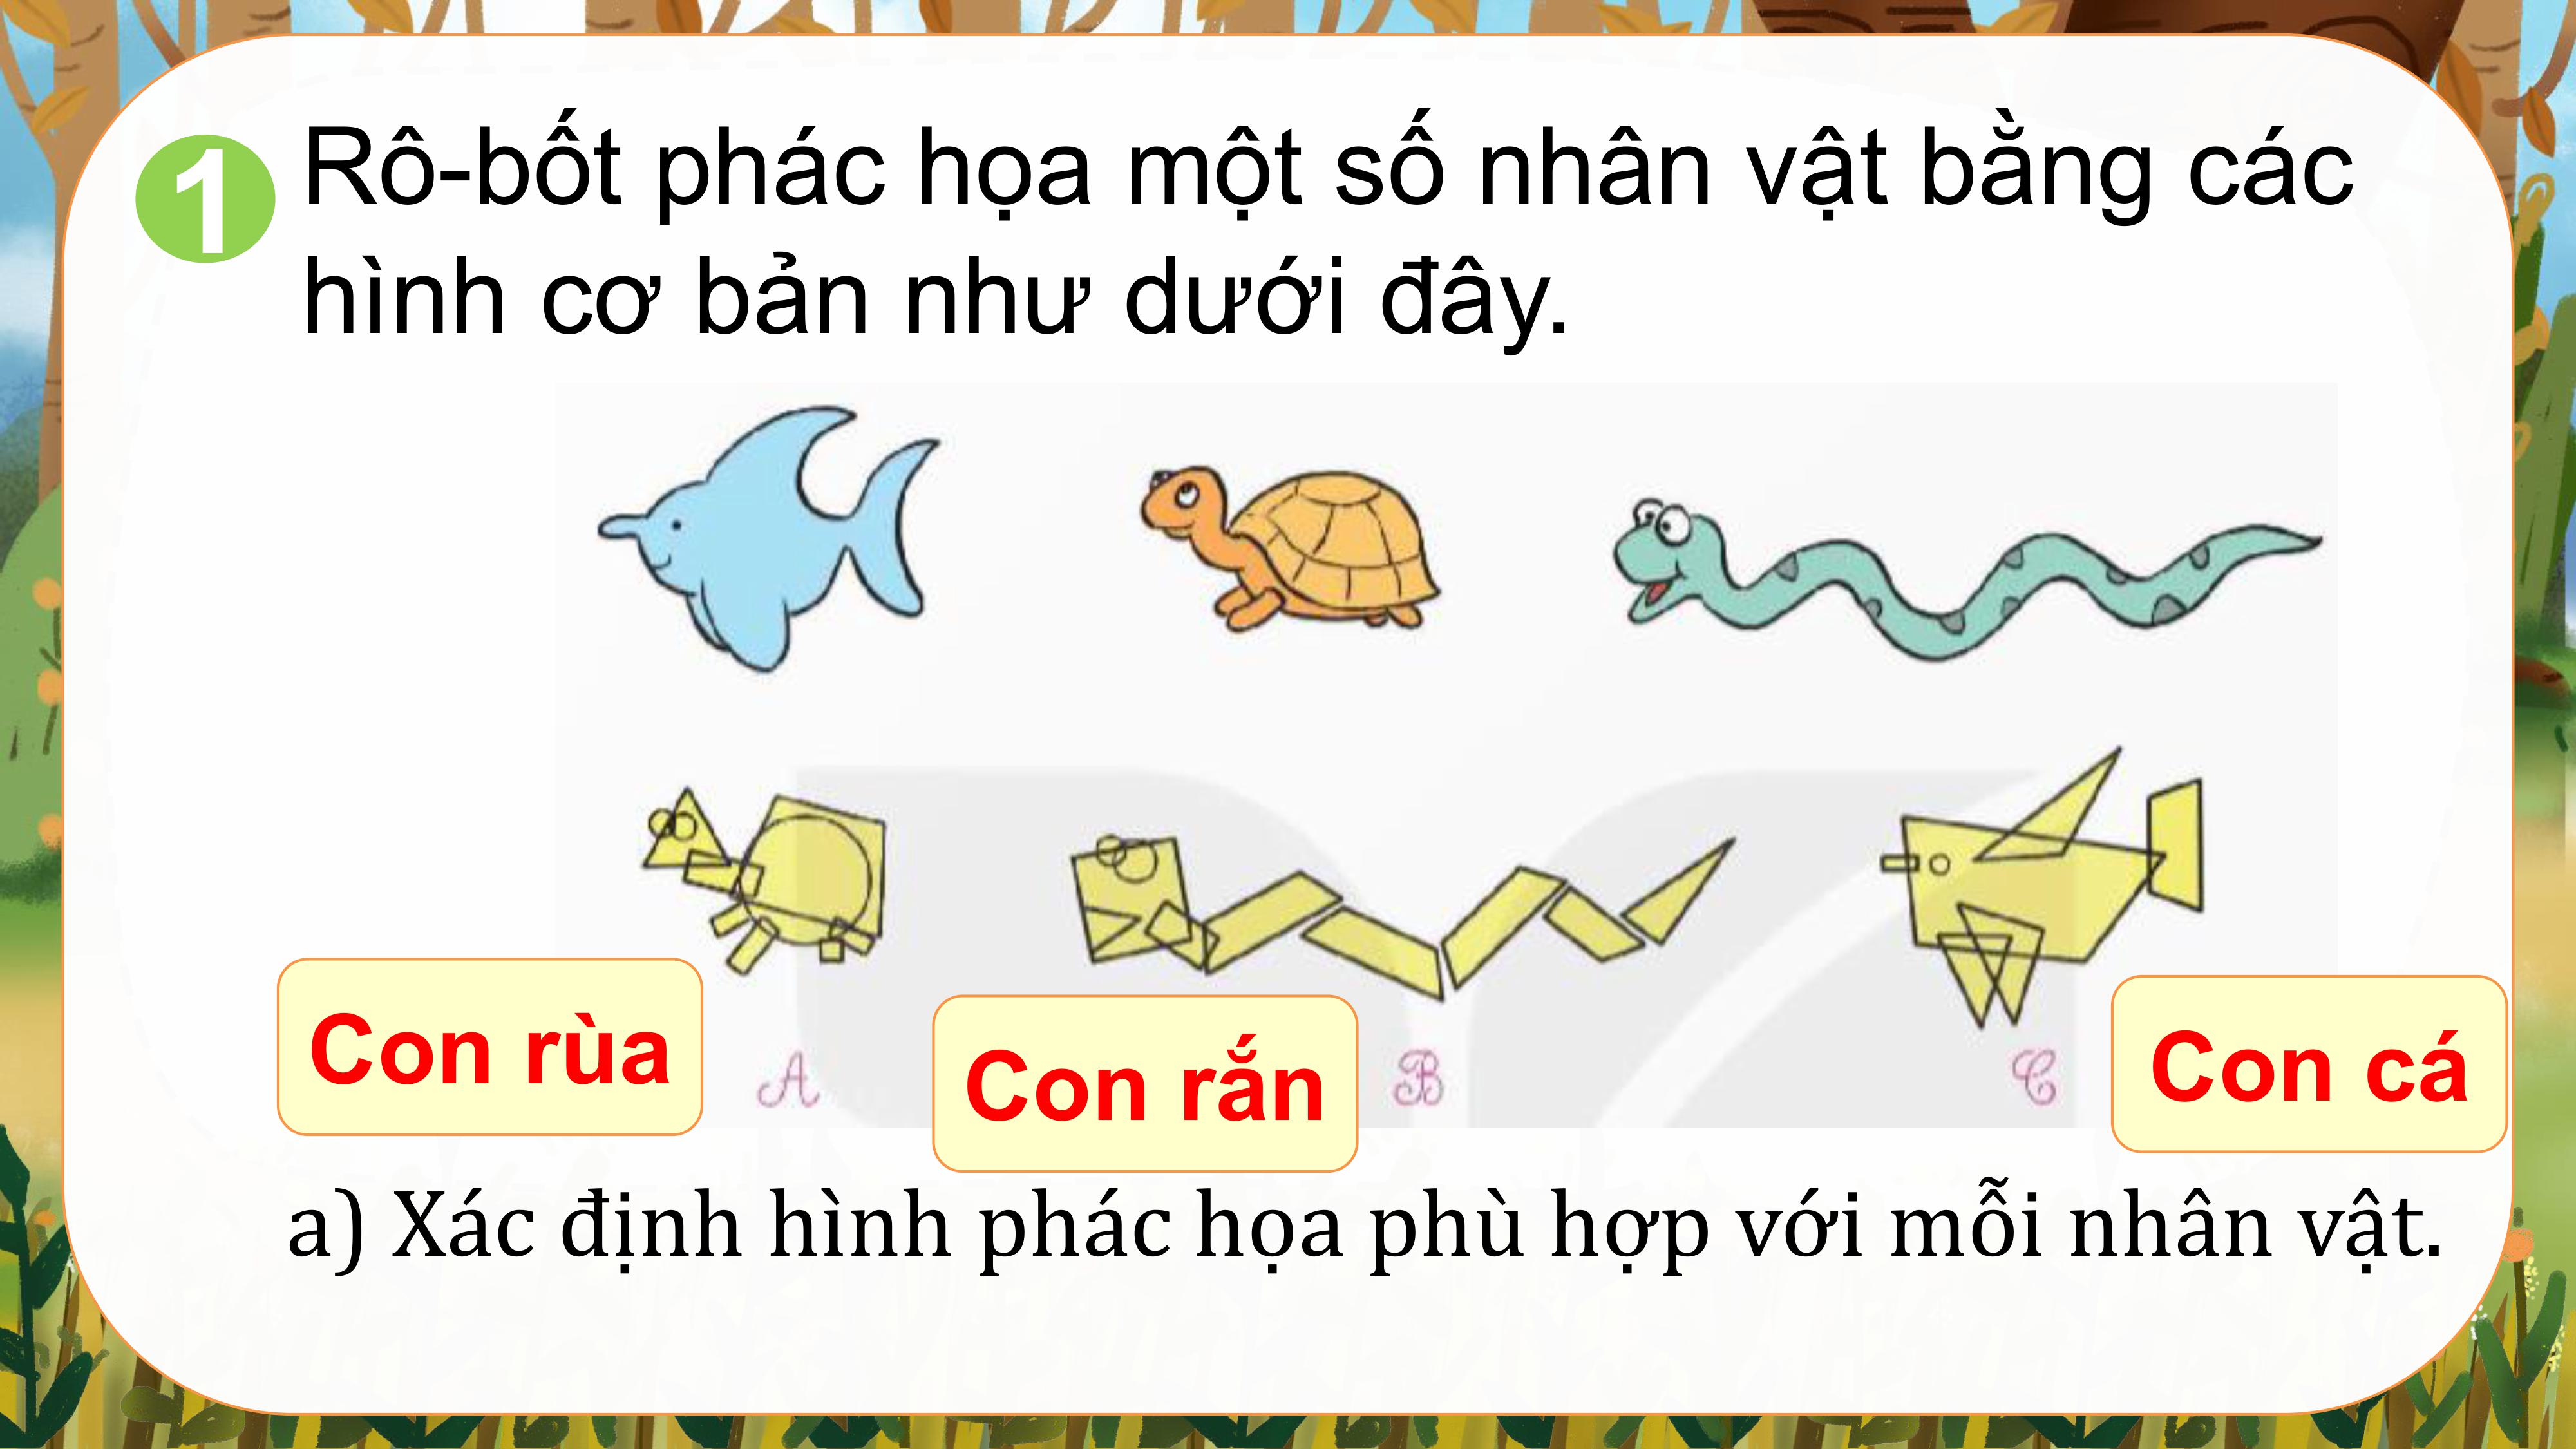 1
Rô-bốt phác họa một số nhân vật bằng các
hình cơ bản như dưới đây.
Con rùa
A
Con rắn
B
C
Con cá
a) Xác định hình phác họa phù hợp với mỗi nhân vật.